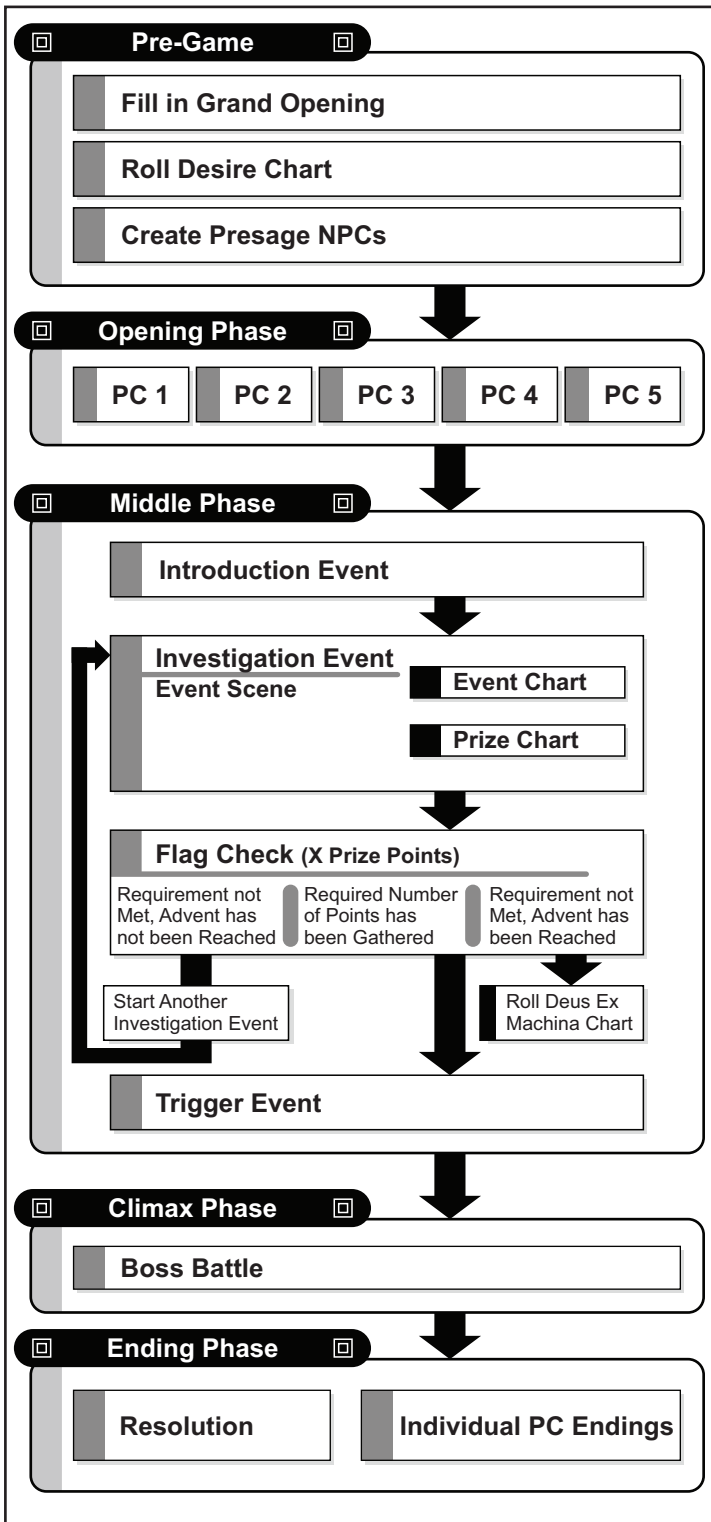 Pre-Game
Fill in Grand Opening
Roll Desire Chart
Create Presage NPCs
Opening Phase
PC 1
PC 2
PC 3
PC 4
PC 5
Middle Phase
Introduction Event
Investigation Event
Event Scene
Event Chart
Prize Chart
Flag Check (X Prize Points)
Requirement not
Met, Advent has
not been Reached
Required Number
of Points has
been Gathered
Requirement not
Met, Advent has
been Reached
Start Another
Investigation Event
Roll Deus Ex
Machina Chart
Trigger Event
Climax Phase
Boss Battle
Ending Phase
Resolution
Individual PC Endings